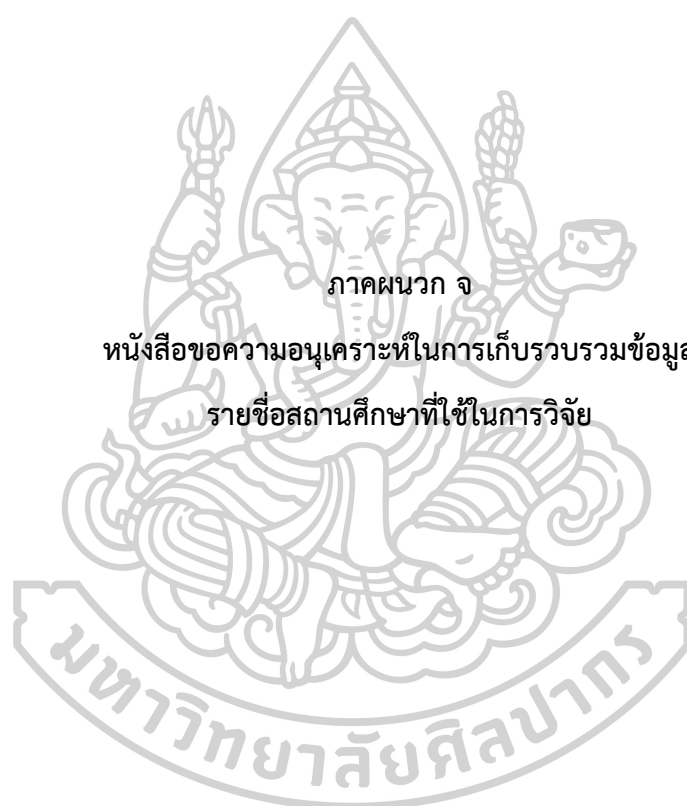 ภาคผนวก จ
หนังสือขอความอนุเคราะห์ในการเก็บรวบรวมข้อมูล
รายชื่อสถานศึกษาที่ใช้ในการวิจัย
มหาวิทยาลัยศิลปากร